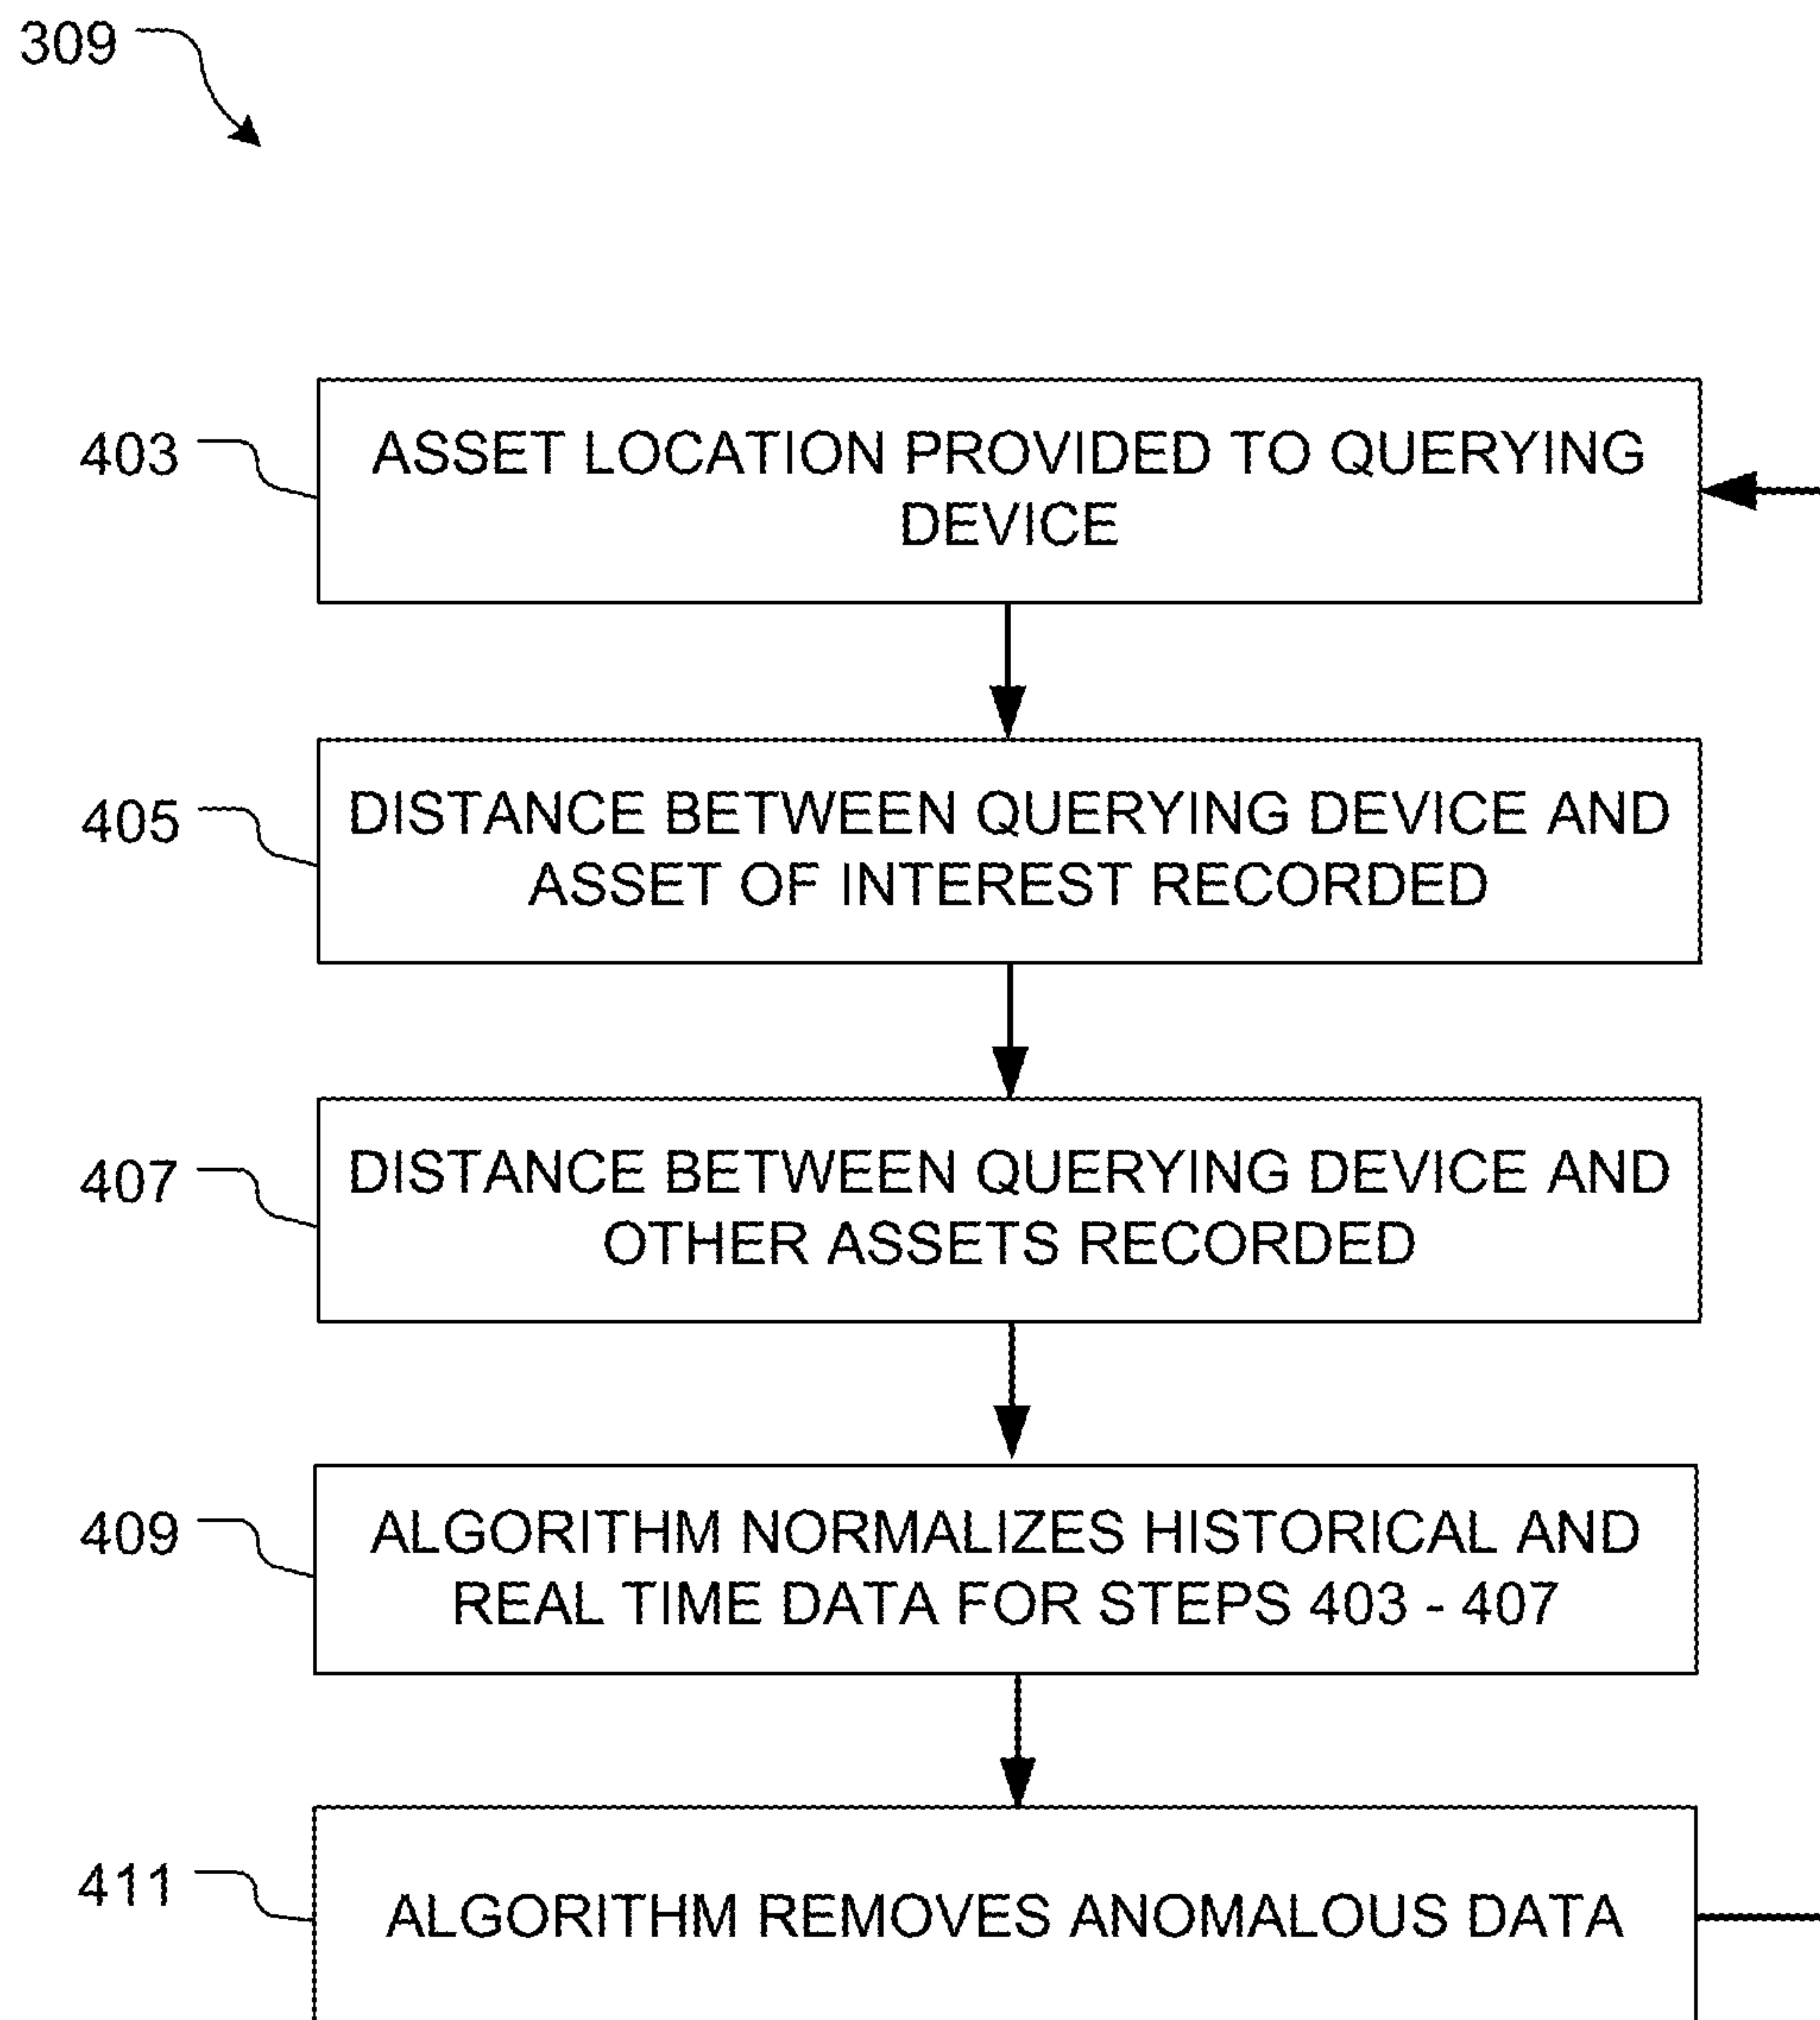 309
403
ASSET LOCATION PROVIDED TO QUERYING
DEVICE
405
DISTANCE BETWEEN QUERYING DEVICE AND
ASSET OF INTEREST RECORDED
407
DISTANCE BETWEEN QUERYING DEVICE AND
OTHER ASSETS RECORDED
409
ALGORITHM NORMALIZES HISTORICAL AND
REAL TIME DATA FOR STEPS 403 - 407
411
ALGORITHM REMOVES ANOMALOUS DATA